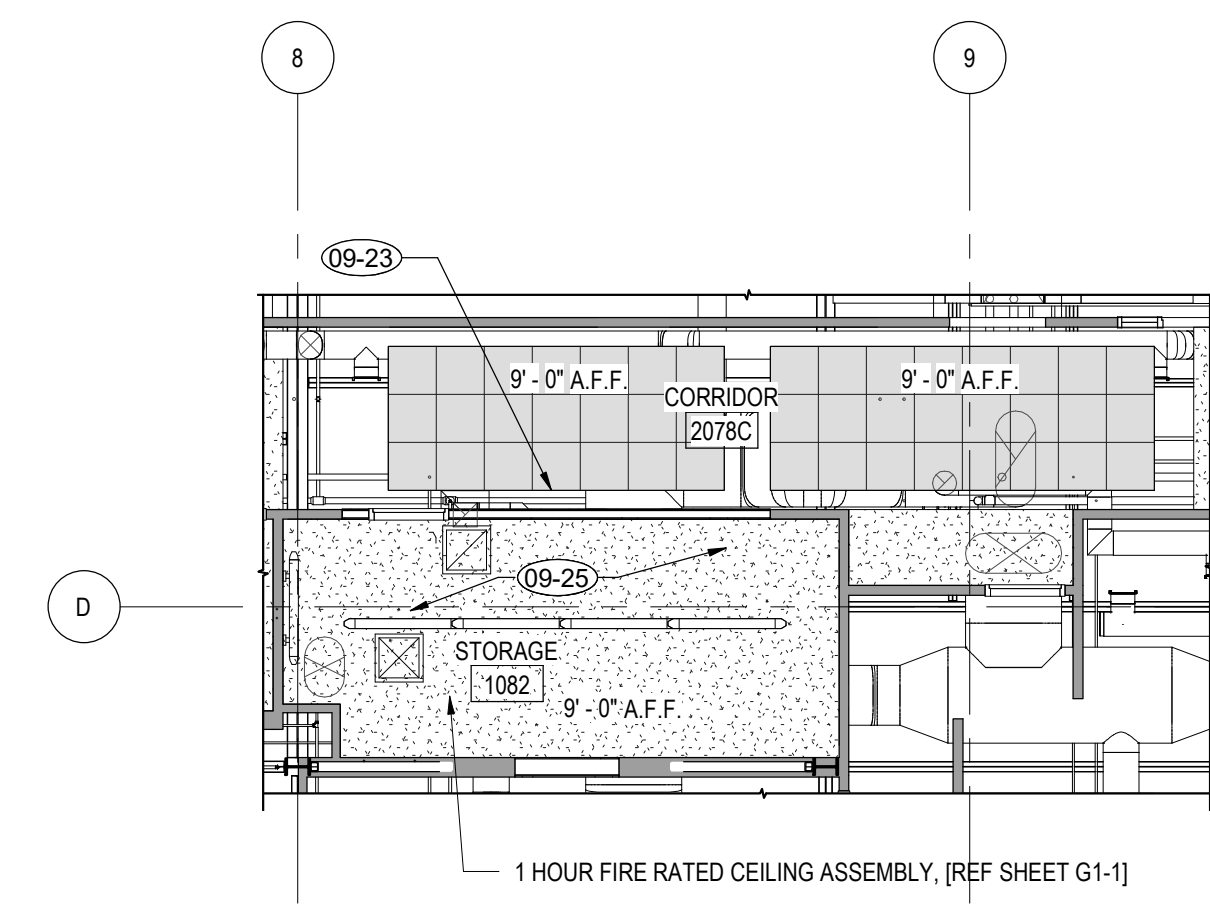 8
9
09-23
9' - 0" A.F.F.
9' - 0" A.F.F.
CORRIDOR
2078C
09-25
D
STORAGE
1082
9' - 0" A.F.F.
1 HOUR FIRE RATED CEILING ASSEMBLY, [REF SHEET G1-1]